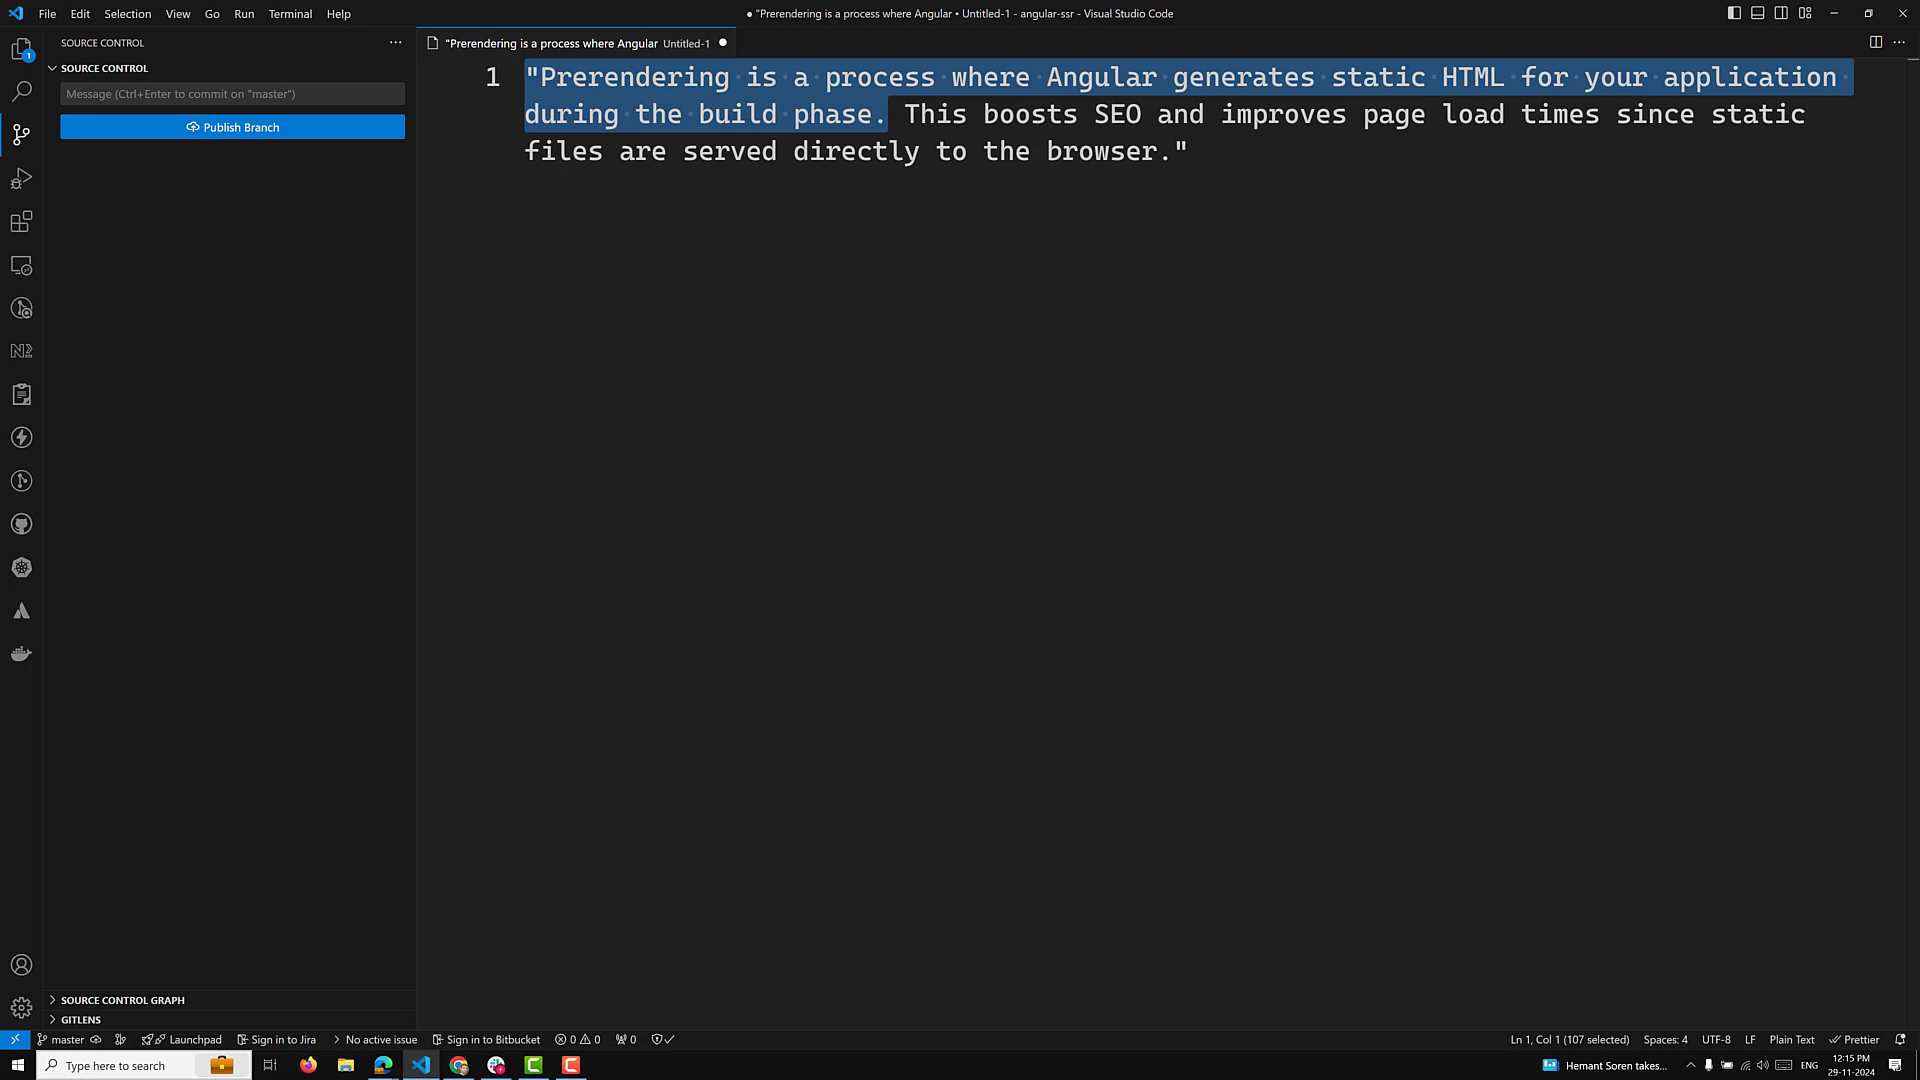 File Edit Selection View Go Run Terminal Help
● "Prerendering is a process where Angular • Untitled-1 - angular-ssr - Visual Studio Code
SOURCE CONTROL
"Prerendering is a process where Angular Untitled-1
SOURCE CONTROL
Message (Ctrl+Enter to commit on "master")
Publish Branch
1
"Prerendering is a process where Angular generates static HTML for your application
during the build phase. This boosts SEO and improves page load times since static
files are served directly to the browser."
1
SOURCE CONTROL GRAPH
GITLENS
master Launchpad Sign in to Jira No active issue Sign in to Bitbucket 0 0 0
Ln 1, Col 1 (107 selected) Spaces: 4 UTF-8 LF Plain Text Prettier
Type here to search
Hemant Soren takes...
ENG
12:15 PM
29-11-2024